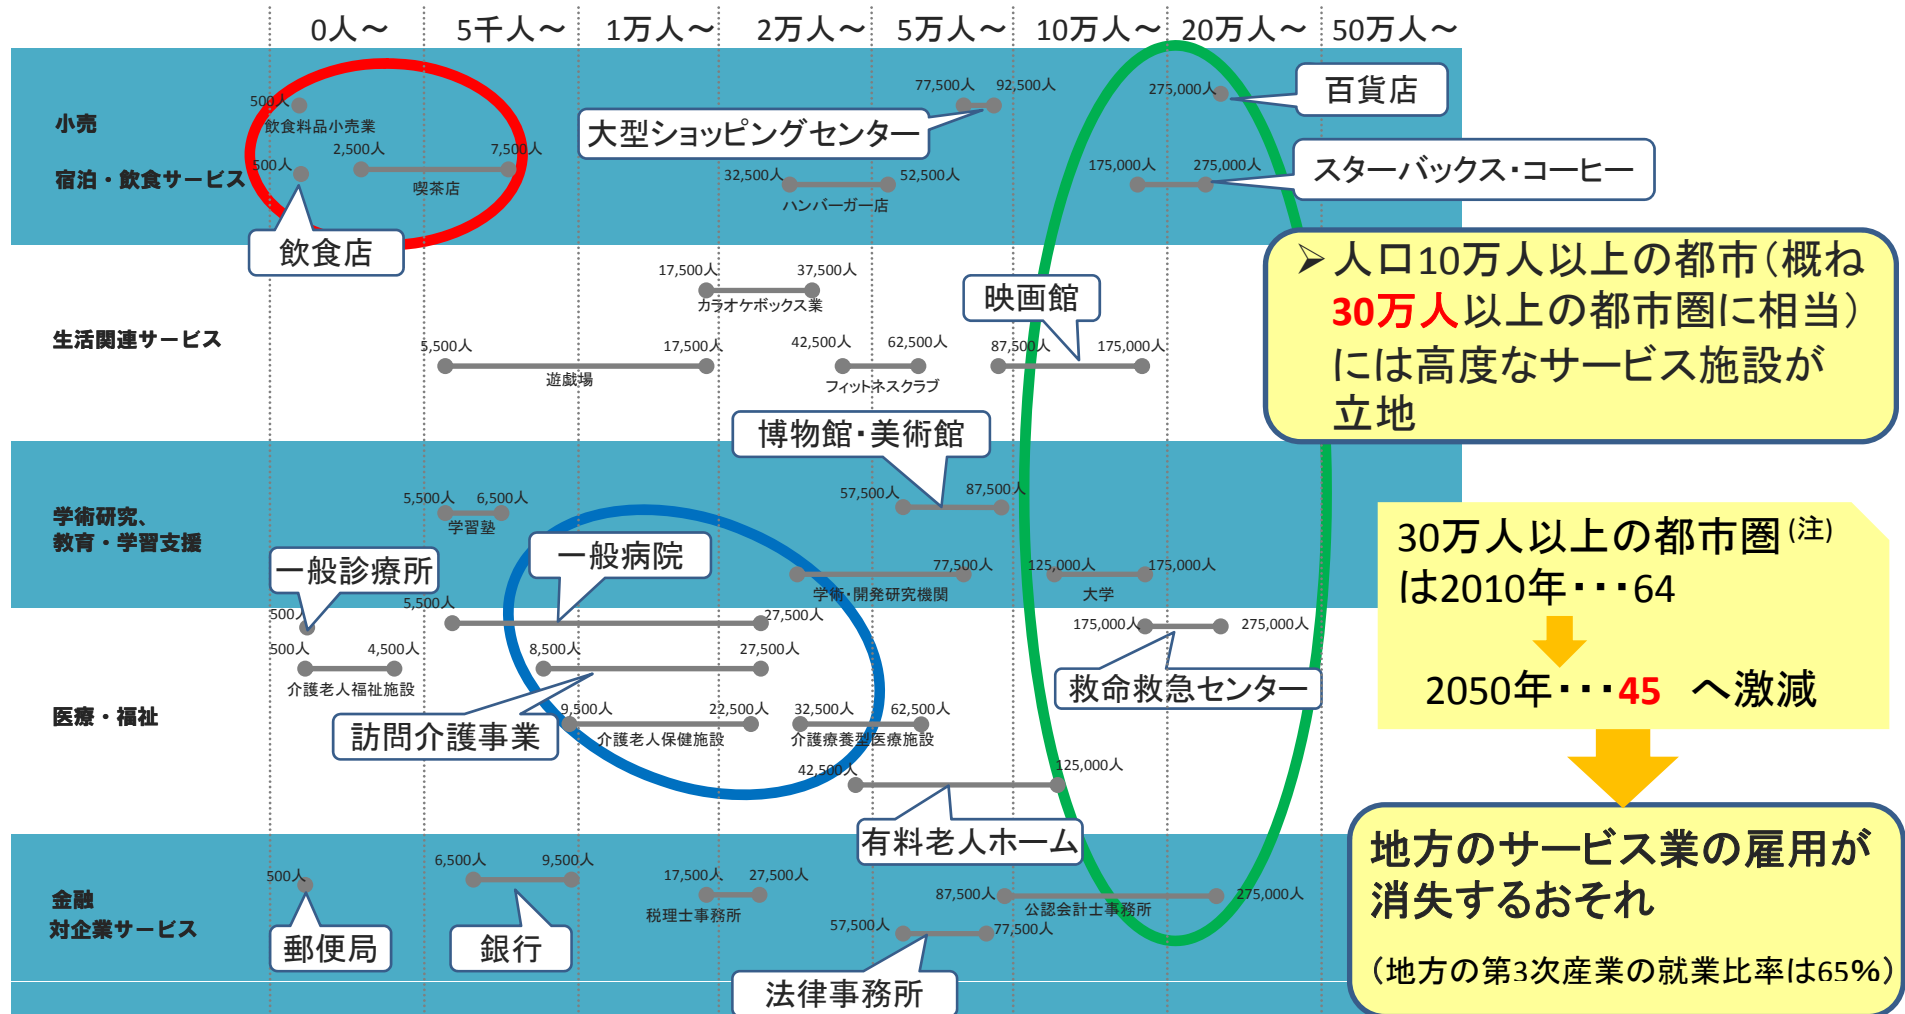 0人～ 5千人～ 1万人～ 2万人～ 5万人～ 10万人～ 20万人～ 50万人～
小売
宿泊・飲食サービス
500人
飲食料品小売業
2,500人 7,500人
喫茶店
500人
飲食店
77,500人 92,500人
大型ショッピングセンター
32,500人 52,500人
ハンバーガー店
275,000人
百貨店
175,000人 275,000人
スターバックス・コーヒー
生活関連サービス
17,500人 37,500人
カラオケボックス業
5,500人 17,500人
遊戯場
42,500人 62,500人
フィットネスクラブ
映画館
87,500人 175,000人
➢人口10万人以上の都市（概ね
30万人以上の都市圏に相当）
には高度なサービス施設が
立地
学術研究、
教育・学習支援
5,500人 6,500人
学習塾
博物館・美術館
57,500人 87,500人
77,500人
学術・開発研究機関
125,000人 175,000人
大学
医療・福祉
一般診療所
500人
一般病院
5,500人 27,500人
500人 4,500人
介護老人福祉施設
8,500人 27,500人
訪問介護事業
9,500人 22,500人
介護老人保健施設
32,500人 62,500人
介護療養型医療施設
175,000人 275,000人
救命救急センター
42,500人 125,000人
有料老人ホーム
30万人以上の都市圏(注)
は2010年・・・64
2050年・・・45 へ激減
金融
対企業サービス
500人
郵便局
6,500人 9,500人
銀行
17,500人 27,500人
税理士事務所
87,500人 275,000人
公認会計士事務所
57,500人 77,500人
法律事務所
地方のサービス業の雇用が
消失するおそれ
（地方の第3次産業の就業比率は65%）